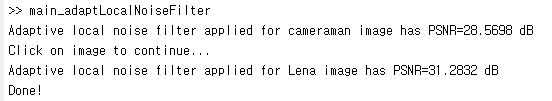 >> main_adaptLocalNoiseFilter
Adaptive local noise filter applied for cameraman image has PSNR=28.5698 dB
Click on image to continue...
Adaptive local noise filter applied for Lena image has PSNR=31.2832 dB
Done!